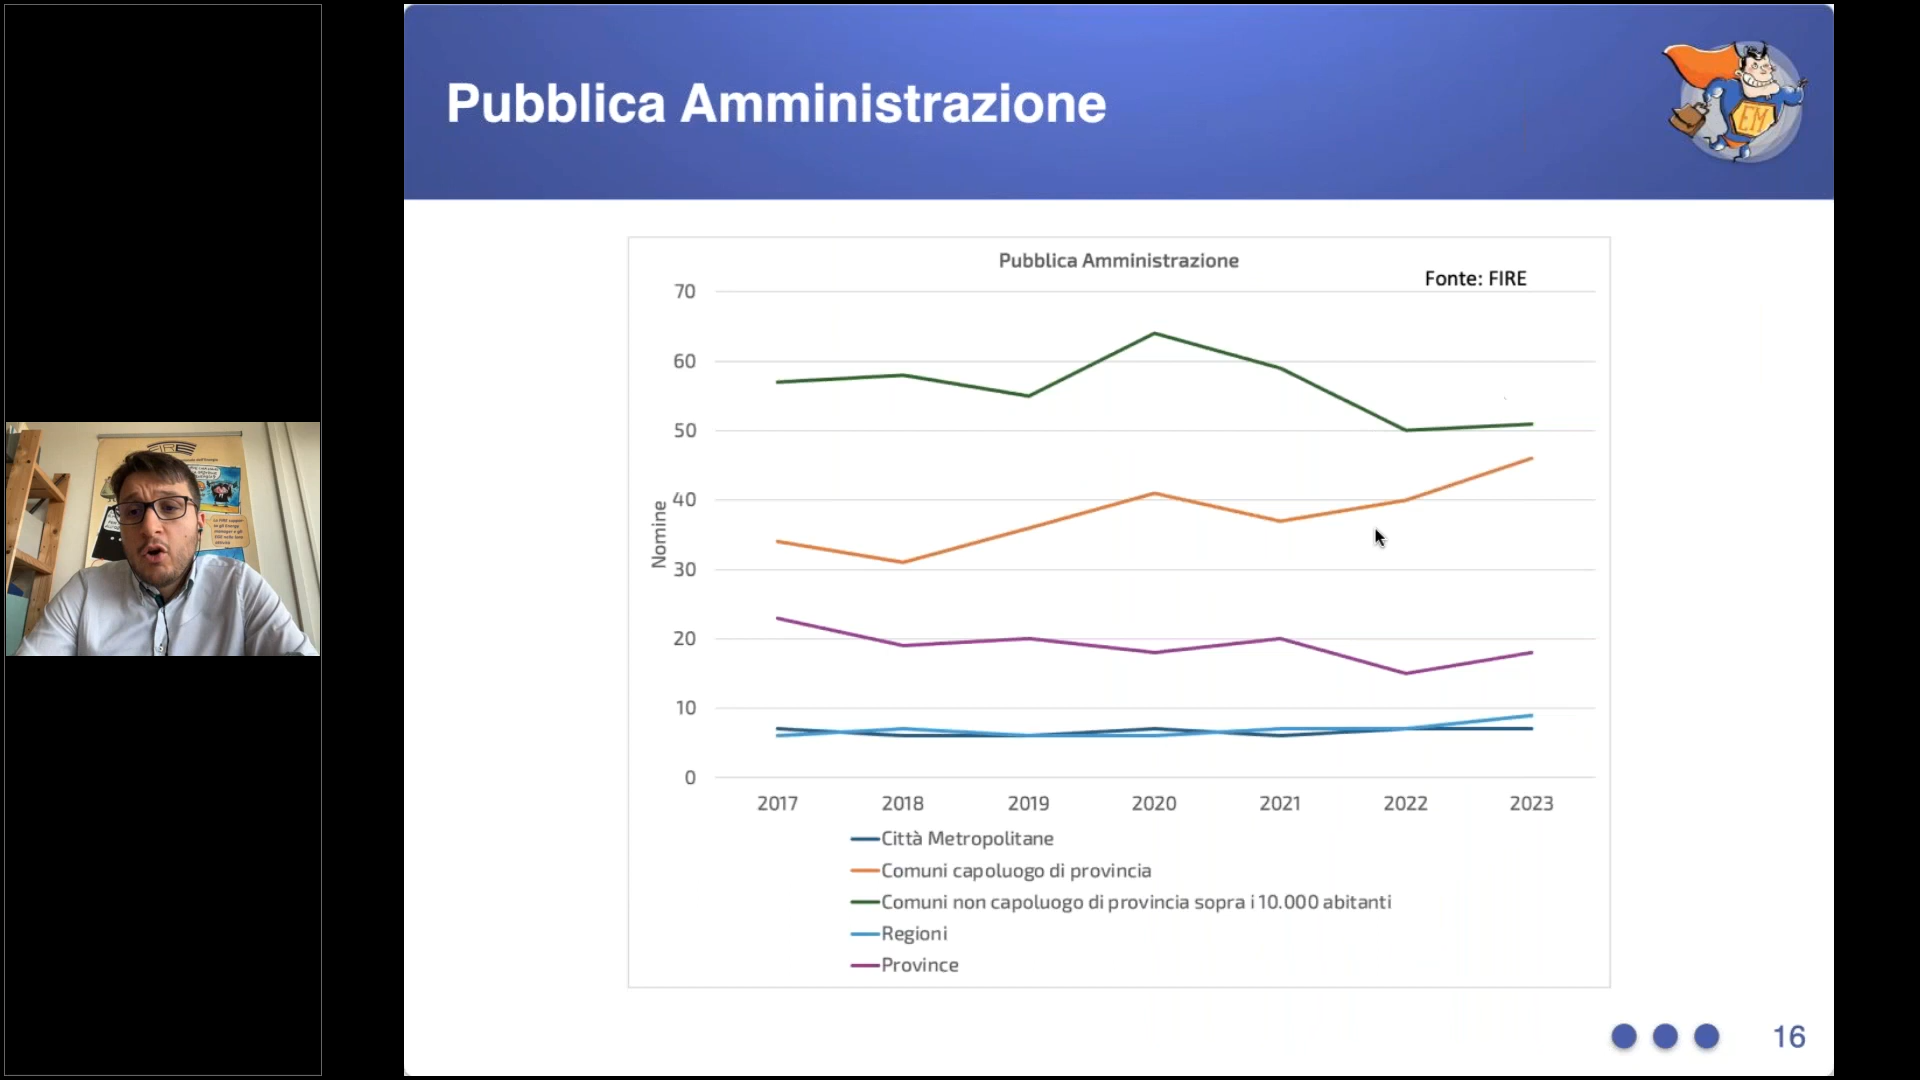 Pubblica Amministrazione
EM
Pubblica Amministrazione
Fonte: FIRE
70
60
50
40
30
20
10
0
Nomine
2017 2018 2019 2020 2021 2022 2023
Città Metropolitane
Comuni capoluogo di provincia
Comuni non capoluogo di provincia sopra i 10.000 abitanti
Regioni
Province
16
FIRE